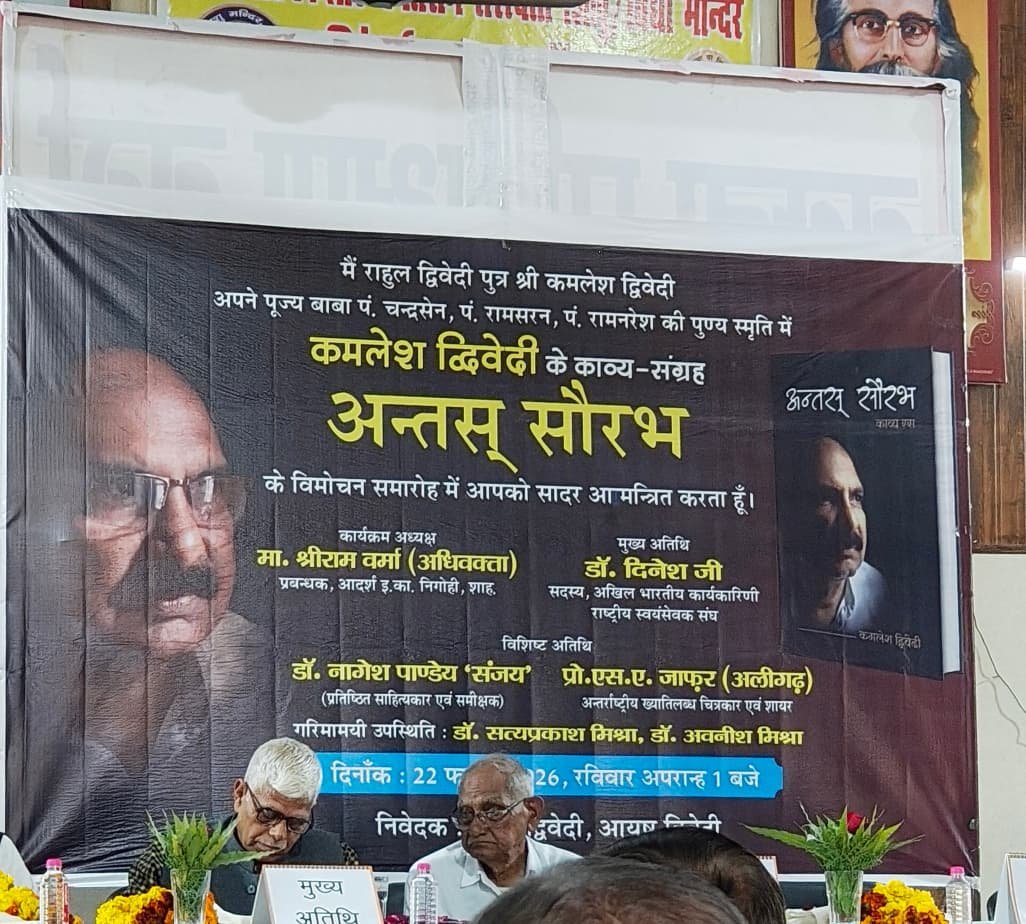 शिशु विद्या मन्दिर
मैं राहुल द्विवेदी पुत्र श्री कमलेश द्विवेदी
अपने पूज्य बाबा पं. चन्द्रसेन, पं. रामसरन, पं. रामनरेश की पुण्य स्मृति में
कमलेश द्विवेदी के काव्य-संग्रह
अन्तस् सौरभ
के विमोचन समारोह में आपको सादर आमन्त्रित करता हूँ।
कार्यक्रम अध्यक्ष
मा. श्रीराम वर्मा (अधिवक्ता)
प्रबन्धक, आदर्श इ.का. निगोही, शाह.
मुख्य अतिथि
डॉ. दिनेश जी
सदस्य, अखिल भारतीय कार्यकारिणी
राष्ट्रीय स्वयंसेवक संघ
विशिष्ट अतिथि
डॉ. नागेश पाण्डेय ‘संजय’
(प्रतिष्ठित साहित्यकार एवं समीक्षक)
प्रो.एस.ए. जाफ़र (अलीगढ़)
अन्तर्राष्ट्रीय ख्यातिलब्ध चित्रकार एवं शायर
गरिमामयी उपस्थिति : डॉ. सत्यप्रकाश मिश्रा, डॉ. अवनीश मिश्रा
दिनाँक : 22 फ 26, रविवार अपरान्ह 1 बजे
निवेदक : द्विवेदी, आयुष द्विवेदी
अन्तस् सौरभ
कमलेश द्विवेदी
मुख्य
अतिथि